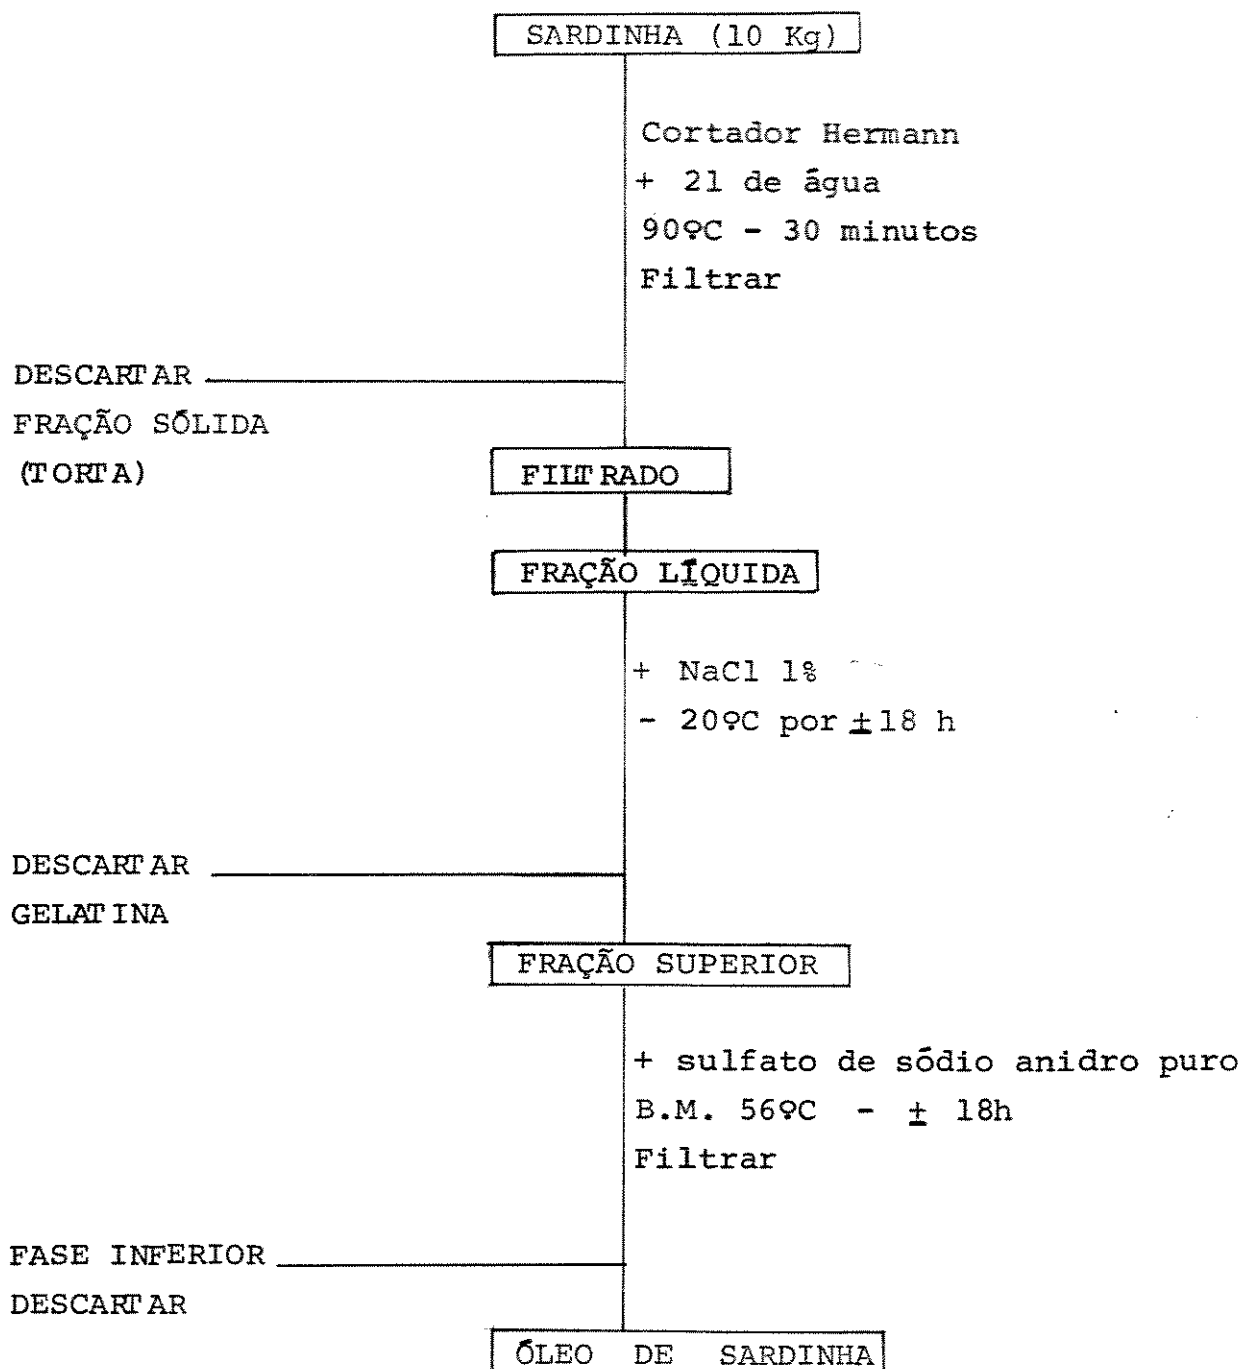 SARDINHA (10 Kg)
Cortador Hermann
+ 2l de água
90ºC - 30 minutos
Filtrar
DESCARTAR
FRAÇÃO SÓLIDA
(TORTA)
FILTRADO
FRAÇÃO LÍQUIDA
+ NaCl 1%
- 20ºC por ±18 h
DESCARTAR
GELATINA
FRAÇÃO SUPERIOR
+ sulfato de sódio anidro puro
B.M. 56ºC - ± 18h
Filtrar
FASE INFERIOR
DESCARTAR
ÓLEO DE SARDINHA